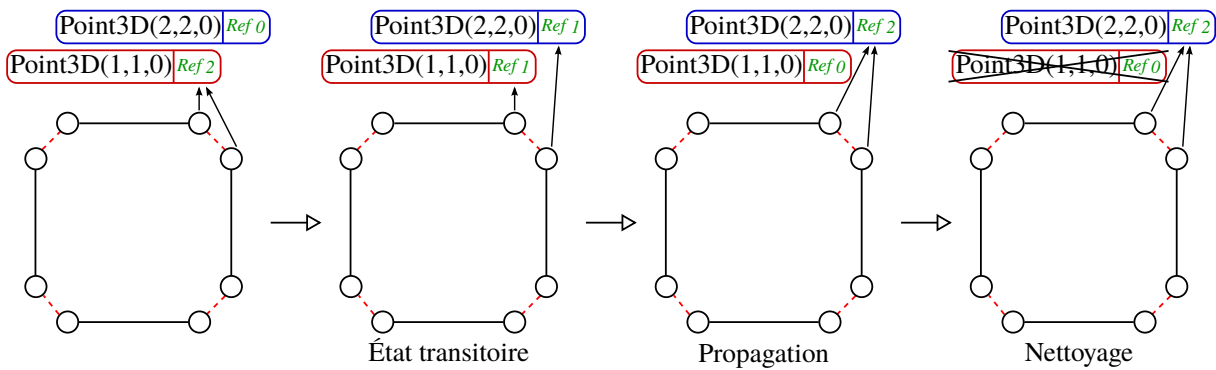 Point3D(2,2,0) Ref 0
Point3D(1,1,0) Ref 2
Point3D(2,2,0) Ref 1
Point3D(1,1,0) Ref 1
État transitoire
Point3D(2,2,0) Ref 2
Point3D(1,1,0) Ref 0
Propagation
Point3D(2,2,0) Ref 2
Point3D(1,1,0) Ref 0
Nettoyage